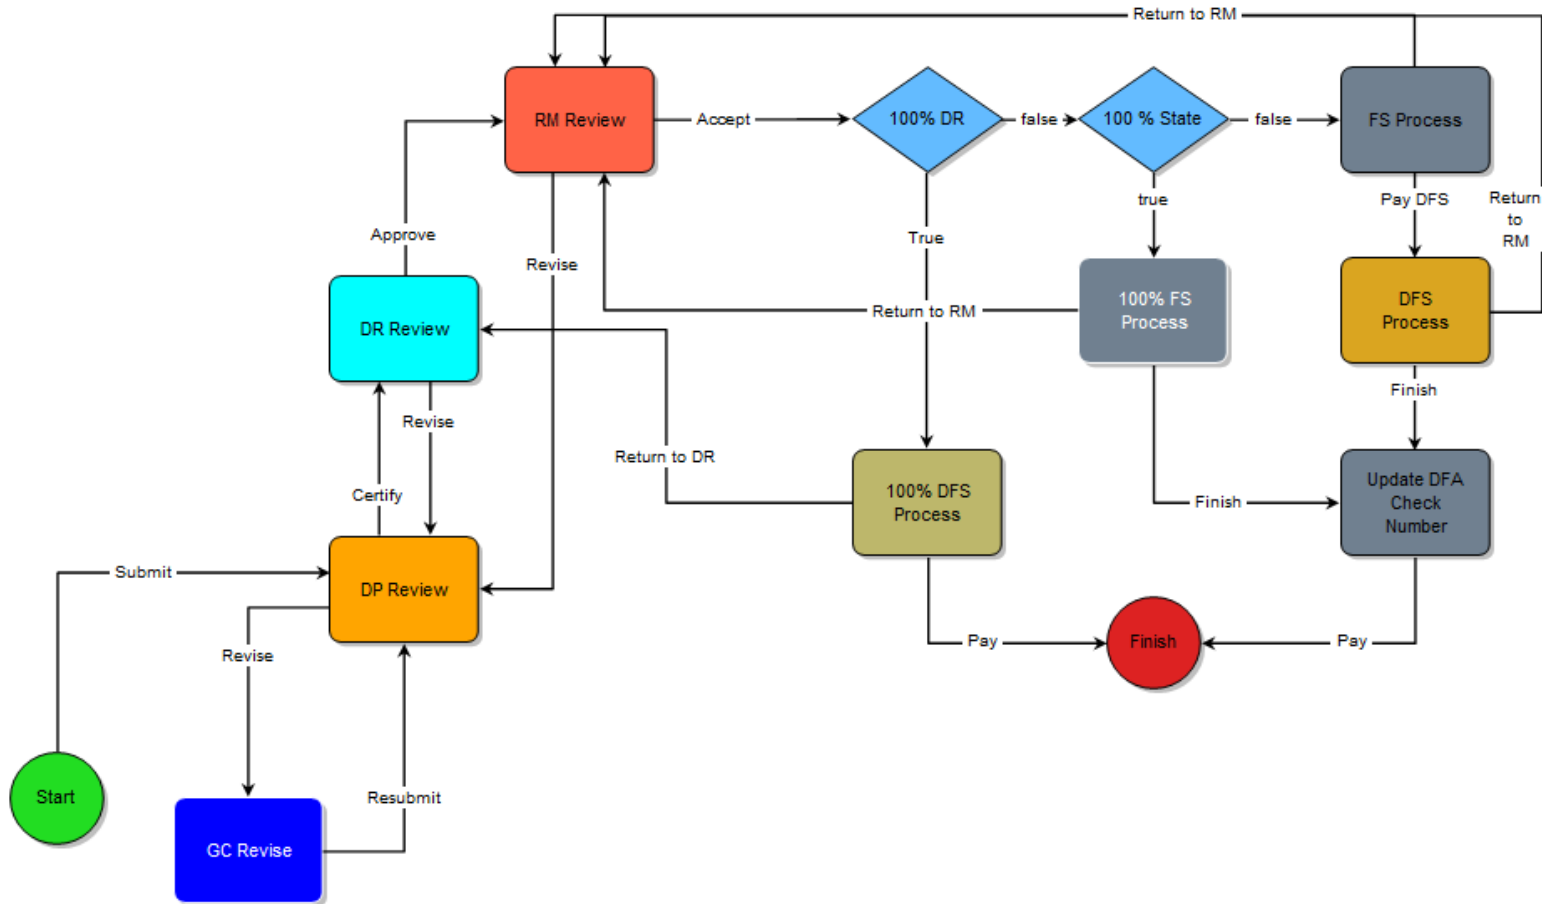 Return to RM
RM Review
Accept
100% DR
false
100 % State
false
FS Process
Approve
Revise
True
true
Pay DFS
Return
to
RM
DR Review
Return to RM
100% FS
Process
DFS
Process
Revise
Finish
Return to DR
Certify
100% DFS
Process
Finish
Update DFA
Check
Number
Submit
DP Review
Revise
Pay
Finish
Pay
Start
Resubmit
GC Revise